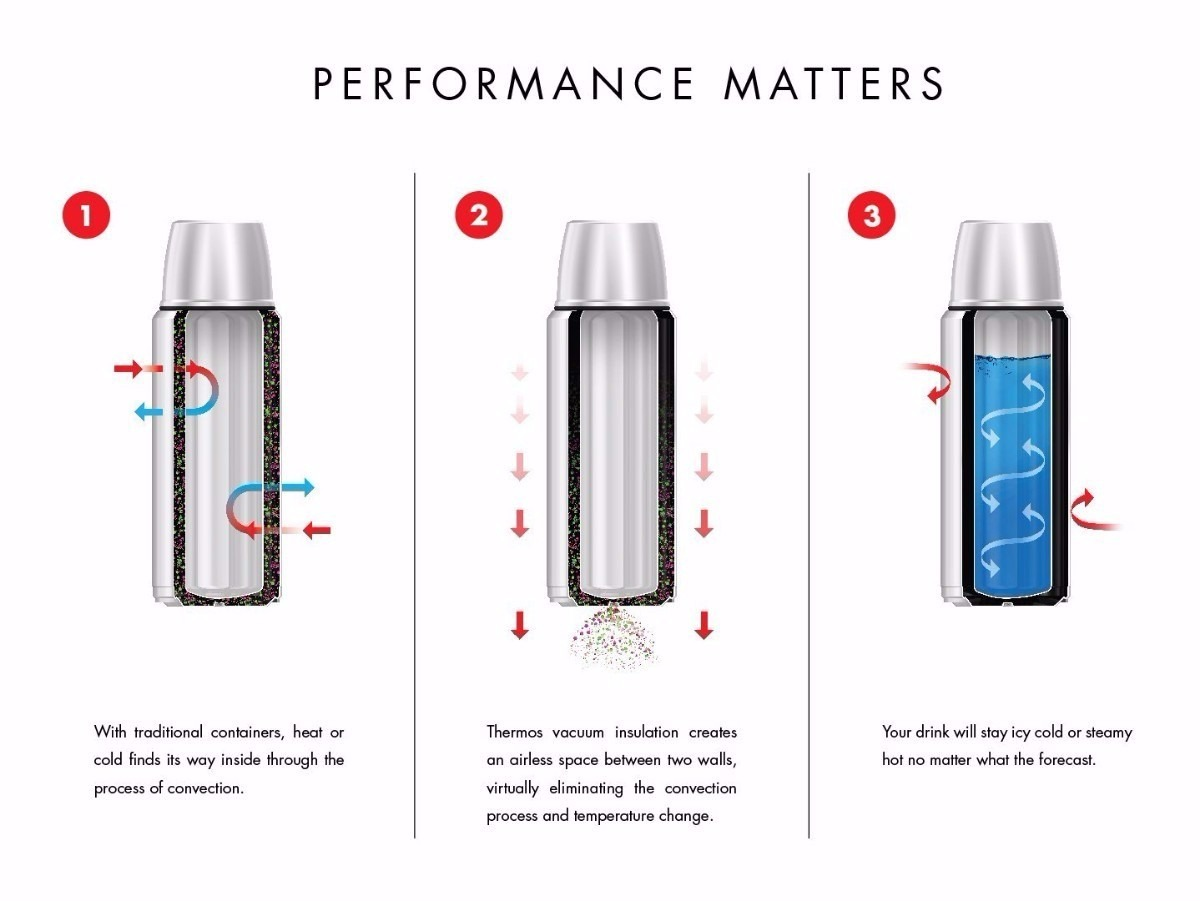 PERFORMANCE MATTERS
1
With traditional containers, heat or
cold finds its way inside through the
process of convection.
2
Thermos vacuum insulation creates
an airless space between two walls,
virtually eliminating the convection
process and temperature change.
3
Your drink will stay icy cold or steamy
hot no matter what the forecast.